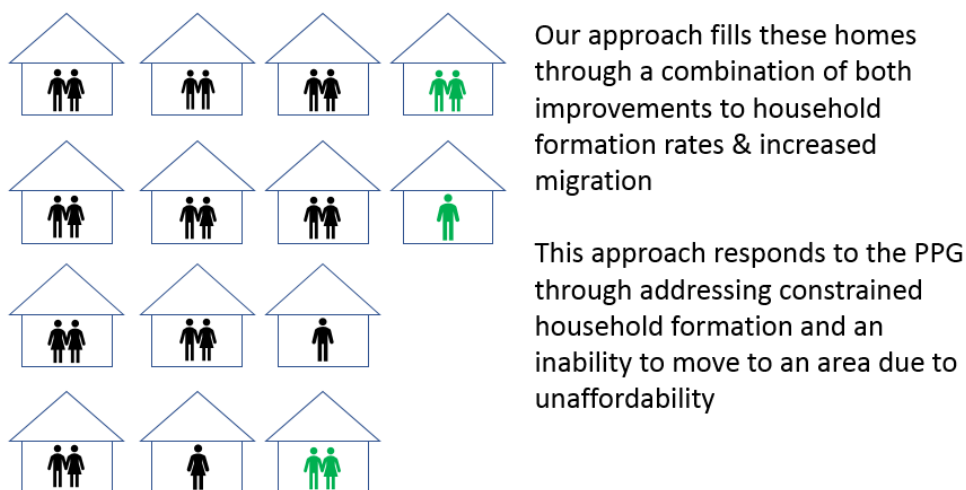 Our approach fills these homes
through a combination of both
improvements to household
formation rates & increased
migration
This approach responds to the PPG
through addressing constrained
household formation and an
inability to move to an area due to
unaffordability